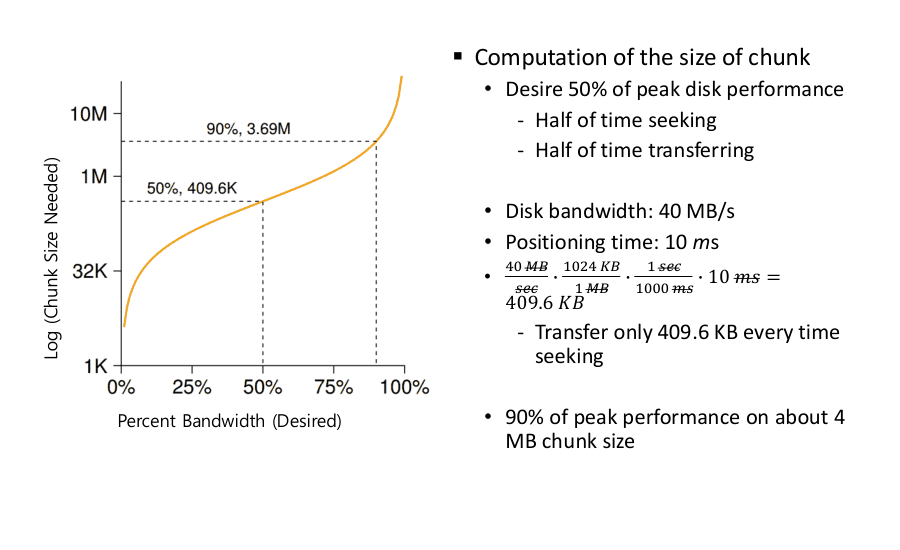 10M
1M
32K
1K
0%
25%
50%
75%
100%
90%, 3.69M
50%, 409.6K
Log (Chunk Size Needed)
Percent Bandwidth (Desired)
▪ Computation of the size of chunk
• Desire 50% of peak disk performance
- Half of time seeking
- Half of time transferring
• Disk bandwidth: 40 MB/s
• Positioning time: 10 ms
• 40 MB/sec · 1024 KB/1 MB · 1 sec/1000 ms · 10 ms =
409.6 KB
- Transfer only 409.6 KB every time
seeking
• 90% of peak performance on about 4
MB chunk size